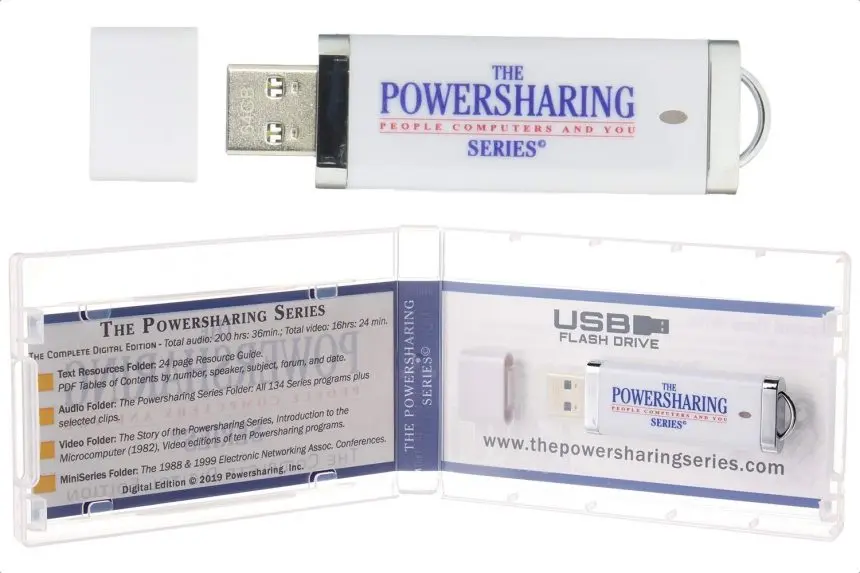 64GB
THE
POWERSHARING
PEOPLE COMPUTERS AND YOU
SERIES©
THE POWERSHARING SERIES
THE COMPLETE DIGITAL EDITION - Total audio: 200 hrs: 36min.; Total video: 16hrs: 24 min.
Text Resources Folder: 24 page Resource Guide.
PDF Tables of Contents by number, speaker, subject, forum, and date.
Audio Folder: The Powersharing Series Folder: All 134 Series programs plus
selected clips.
Video Folder: The Story of the Powersharing Series, Introduction to the
Microcomputer (1982), Video editions of ten Powersharing programs.
MiniSeries Folder: The 1988 & 1999 Electronic Networking Assoc. Conferences.
Digital Edition © 2019 Powersharing, Inc.
THE POWERSHARING
SERIES©
USB
FLASH DRIVE
THE
POWERSHARING
PEOPLE COMPUTERS AND YOU
SERIES©
www.thepowersharingseries.com